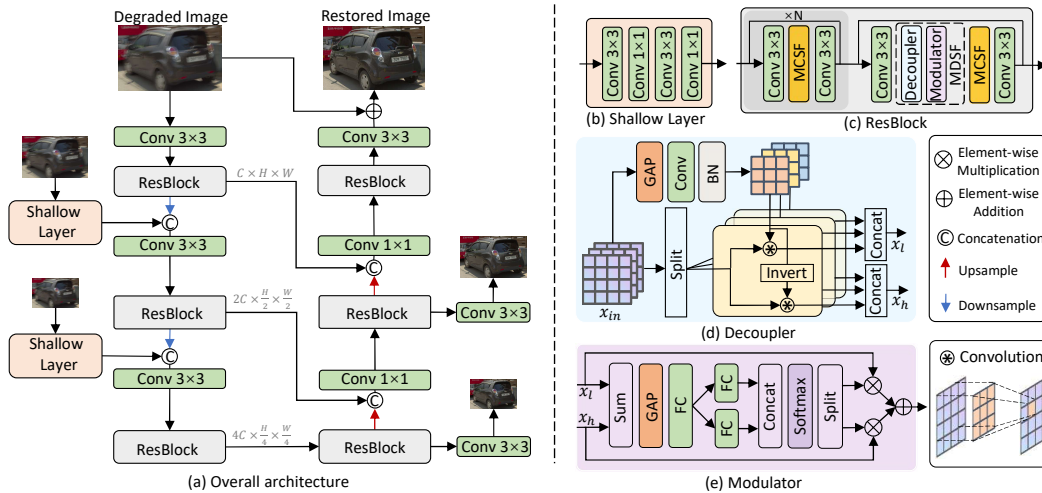 Degraded Image
Restored Image
Conv 3×3
Conv 3×3
ResBlock
C × H × W
ResBlock
Shallow
Layer
C
Conv 3×3
Conv 1×1
C
ResBlock
2C × H/2 × W/2
ResBlock
Conv 3×3
Shallow
Layer
C
Conv 3×3
Conv 1×1
C
ResBlock
4C × H/4 × W/4
ResBlock
Conv 3×3
(a) Overall architecture
Conv 3×3
Conv 1×1
Conv 3×3
Conv 1×1
(b) Shallow Layer
×N
Conv 3×3
MCSF
Conv 3×3
Conv 3×3
Decoupler
Modulator
MDSF
MCSF
Conv 3×3
(c) ResBlock
GAP
Conv
BN
x_in
Split
Invert
Concat
x_l
Concat
x_h
(d) Decoupler
x_l
x_h
Sum
GAP
FC
FC
FC
Concat
Softmax
Split
(e) Modulator
Element-wise
Multiplication
Element-wise
Addition
C Concatenation
Upsample
Downsample
Convolution